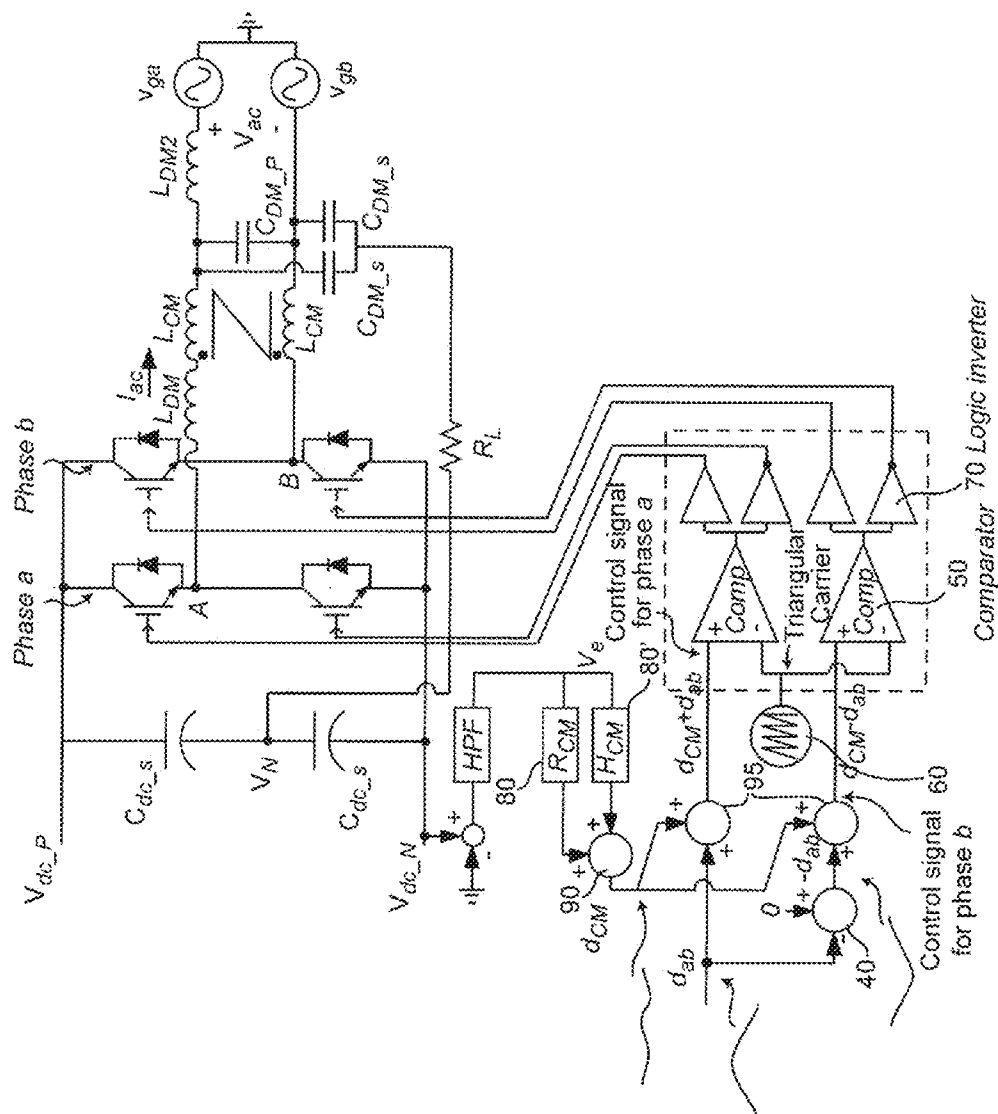 Phase a
Phase b
V_dc_P
C_dc_s
V_N
C_dc_s
V_dc_N
A
B
I_ac
L_DM
L_CM
L_CM
L_DM2
C_DM_P
C_DM_s
C_DM_s
v_ga
+
V_ac
-
v_gb
R_L
+
-
HPF
V_e
80
R_CM
H_CM
80'
+
+
90
d_CM
d_ab
0
+
-
40
-d_ab
+
+
95
+
+
d_CM+d_ab
d_CM-d_ab
60
Control signal
for phase a
Control signal
for phase b
+
Comp
-
Triangular
Carrier
+
Comp
-
50
Comparator
70 Logic inverter